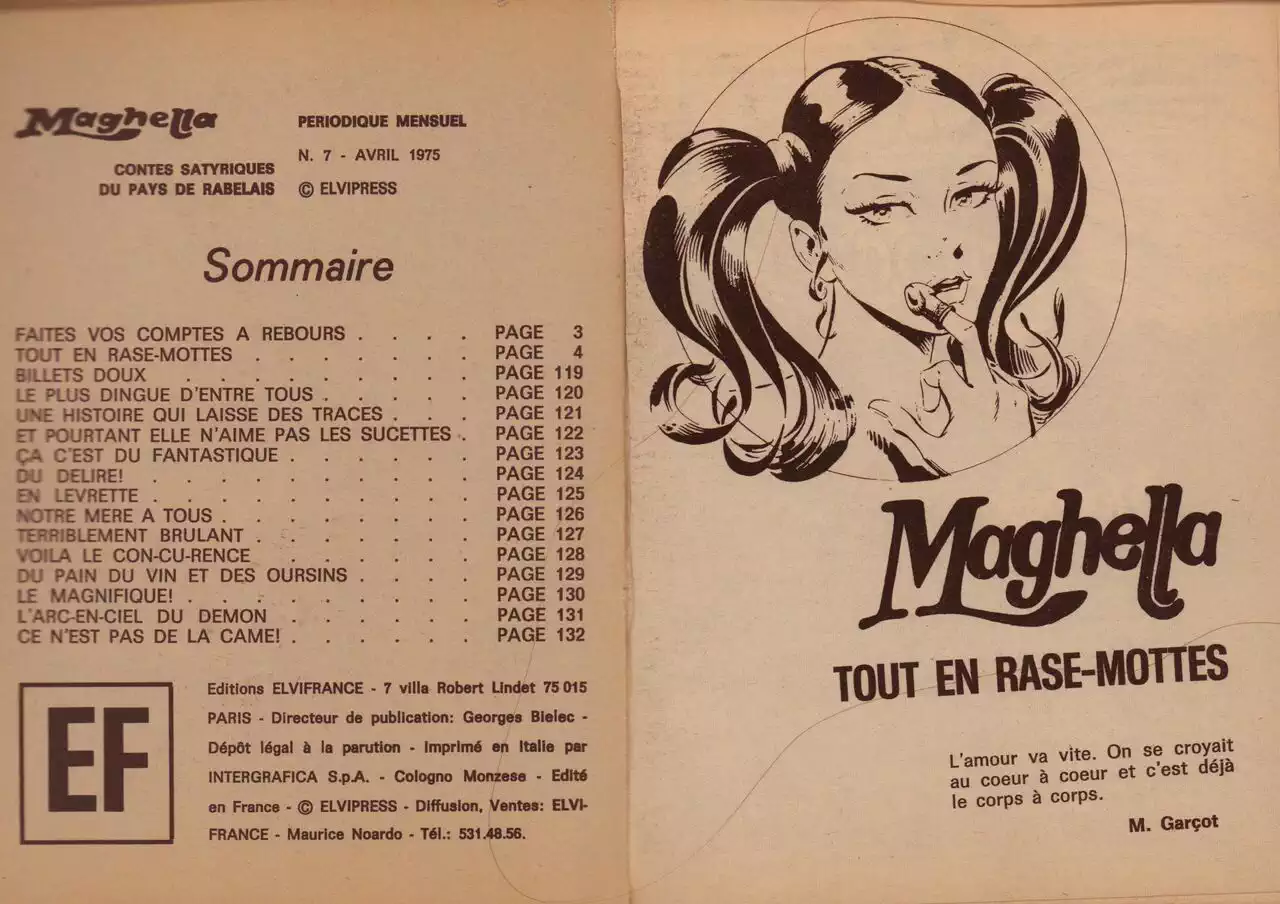 Maghella
PERIODIQUE MENSUEL
CONTES SATYRIQUES
DU PAYS DE RABELAIS
N. 7 - AVRIL 1975
© ELVIPRESS
Sommaire
FAITES VOS COMPTES A REBOURS . . . . PAGE 3
TOUT EN RASE-MOTTES . . . . . . . PAGE 4
BILLETS DOUX . . . . . . . . . PAGE 119
LE PLUS DINGUE D'ENTRE TOUS . . . . . PAGE 120
UNE HISTOIRE QUI LAISSE DES TRACES . . . PAGE 121
ET POURTANT ELLE N'AIME PAS LES SUCETTES . PAGE 122
ÇA C'EST DU FANTASTIQUE . . . . . . PAGE 123
DU DELIRE! . . . . . . . . . . PAGE 124
EN LEVRETTE . . . . . . . . . . PAGE 125
NOTRE MERE A TOUS . . . . . . . . PAGE 126
TERRIBLEMENT BRULANT . . . . . . . PAGE 127
VOILA LE CON-CU-RENCE . . . . . . PAGE 128
DU PAIN DU VIN ET DES OURSINS . . . . PAGE 129
LE MAGNIFIQUE! . . . . . . . . . PAGE 130
L'ARC-EN-CIEL DU DEMON . . . . . . PAGE 131
CE N'EST PAS DE LA CAME! . . . . . . PAGE 132
EF
Editions ELVIFRANCE - 7 villa Robert Lindet 75 015
PARIS - Directeur de publication: Georges Bielec -
Dépôt légal à la parution - Imprimé en Italie par
INTERGRAFICA S.p.A. - Cologno Monzese - Edité
en France - © ELVIPRESS - Diffusion, Ventes: ELVI-
FRANCE - Maurice Noardo - Tél.: 531.48.56.
Maghella
TOUT EN RASE-MOTTES
L'amour va vite. On se croyait
au coeur à coeur et c'est déjà
le corps à corps.
M. Garçot